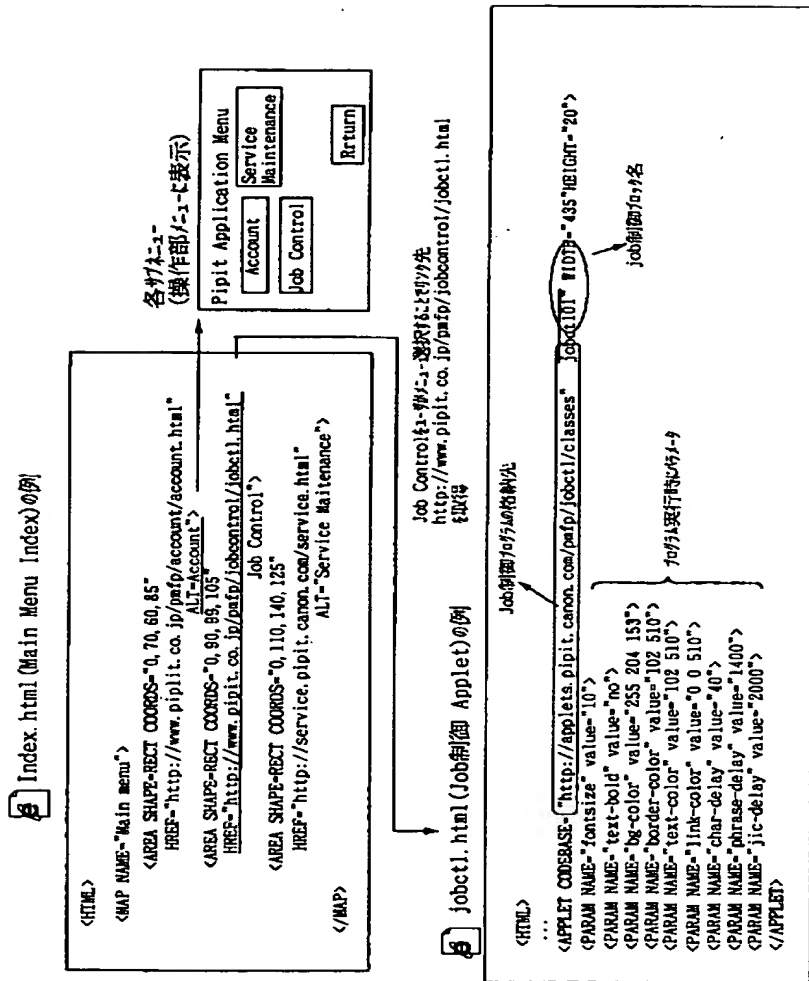 Index.html(Main Menu Index)の例
<HTML>
<MAP NAME="Main menu">
<AREA SHAPE=RECT COORDS="0,70,60,85"
HREF="http://www.piplit.co.jp/pmfp/account/account.html"
ALT=Account">
<AREA SHAPE=RECT COORDS="0,90,89,105"
HREF="http://www.pipit.co.jp/pmfp/jobcontrol/jobctl.html"
Job Control">
<AREA SHAPE=RECT COORDS="0,110,140,125"
HREF="http://service.pipit.canon.com/service.html"
ALT="Service Maitenance">
</MAP>
各サブメニュー
(操作部メニューに表示)
Pipit Application Menu
Account
Service
Maintenance
Job Control
Rrturn
Job Controlをユーザがメニュー選択することでリンク先
http://www.pipit.co.jp/pmfp/jobcontrol/jobctl.html
を取得
jobctl.html(Job制御 Applet)の例
Job制御プログラムの格納先
<HTML>
...
<APPLET CODEBASE="http://applets.pipit.canon.com/pmfp/jobctl/classes" jobctl01" WIDTH="435"HEIGHT="20">
<PARAM NAME="fontsize" value="10">
<PARAM NAME="text-bold" value="no">
<PARAM NAME="bg-color" value="255 204 153">
<PARAM NAME="border-color" value="102 510">
<PARAM NAME="text-color" value="102 510">
<PARAM NAME="link-color" value="0 0 510">
<PARAM NAME="char-delay" value="40">
<PARAM NAME="phrase-delay" value="1400">
<PARAM NAME="jic-delay" value="2000">
</APPLET>
プログラム実行時のパラメータ
job制御ブロック名